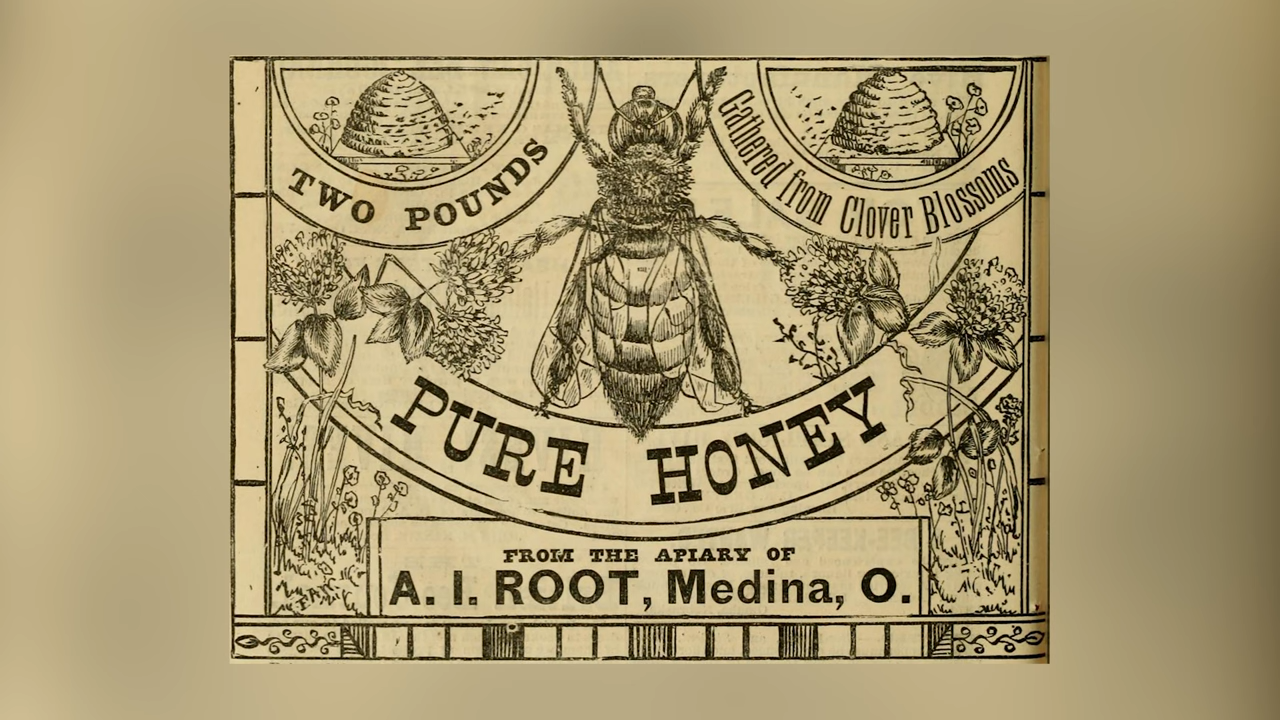 TWO POUNDS
Gathered from Clover Blossoms
PURE HONEY
FROM THE APIARY OF
A. I. ROOT, Medina, O.